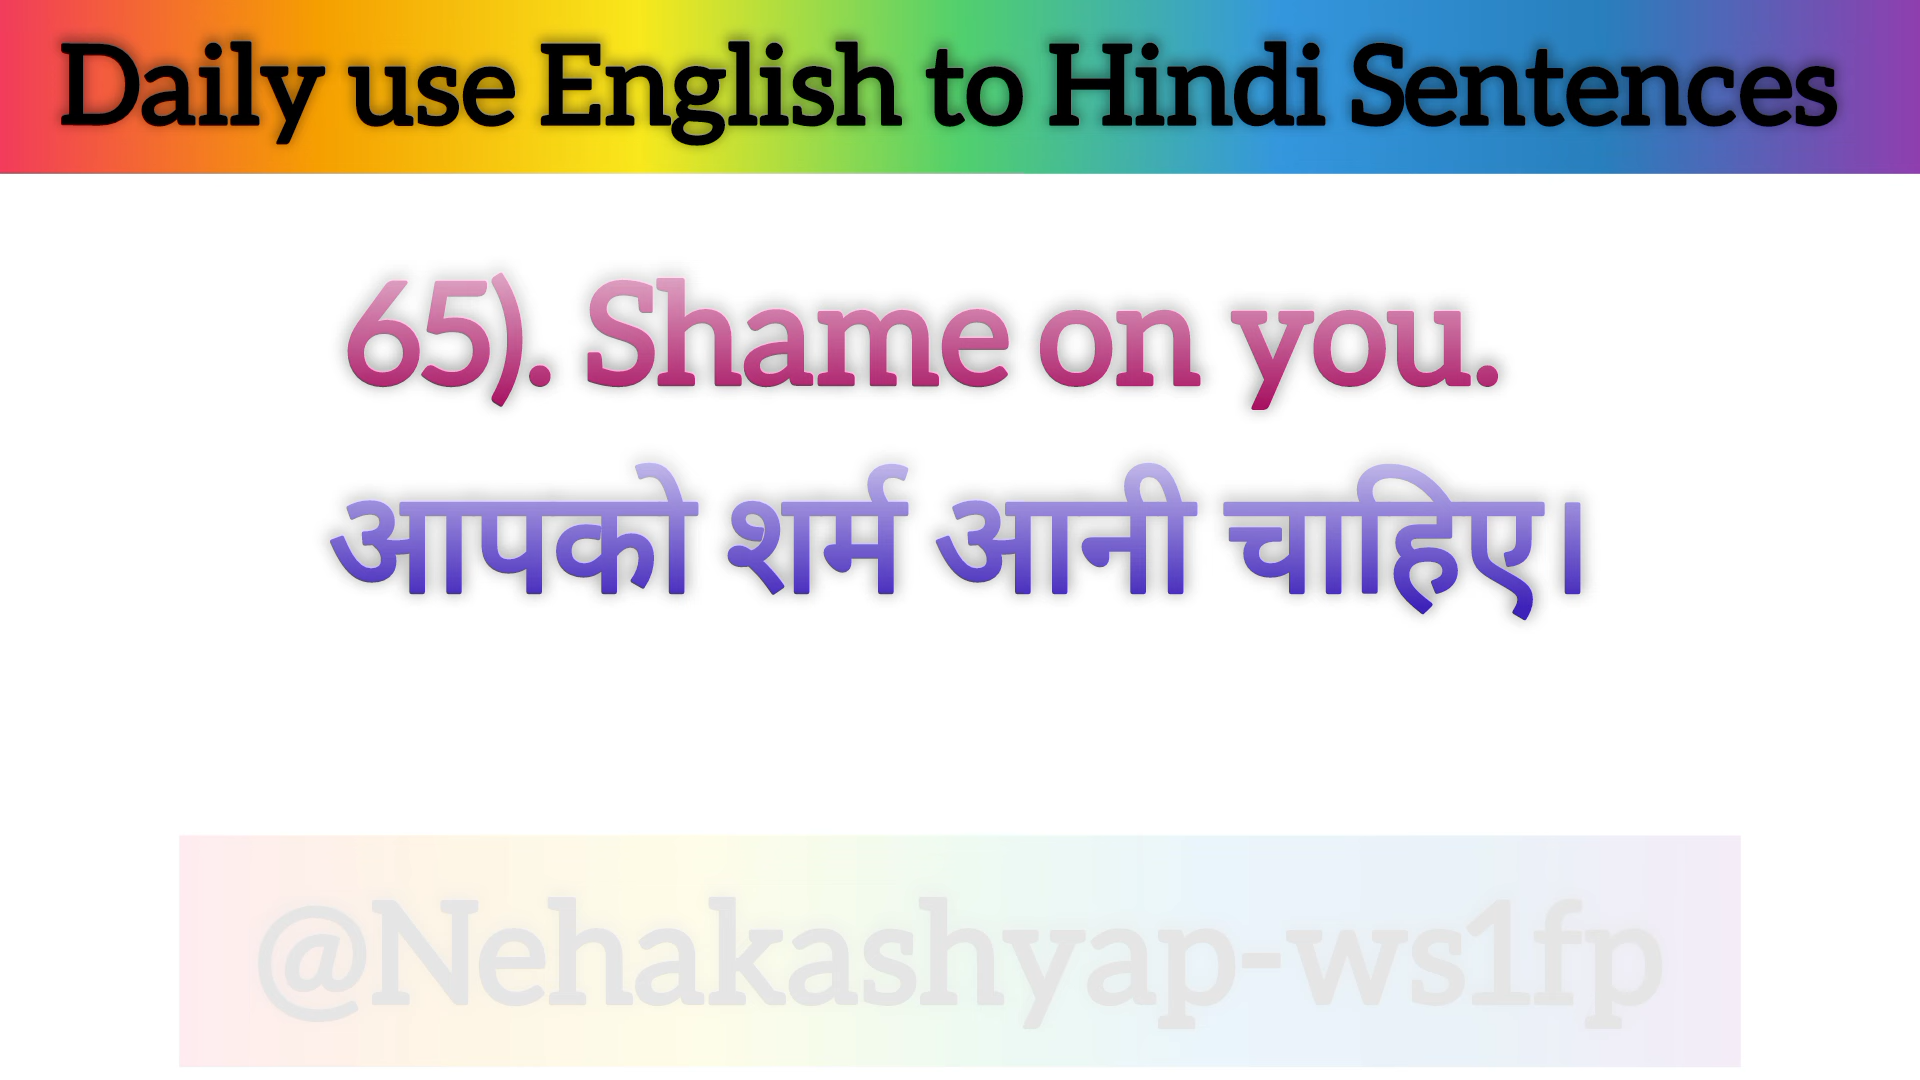 Daily use English to Hindi Sentences
65). Shame on you.
आपको शर्म आनी चाहिए।
@Nehakashyap-ws1fp